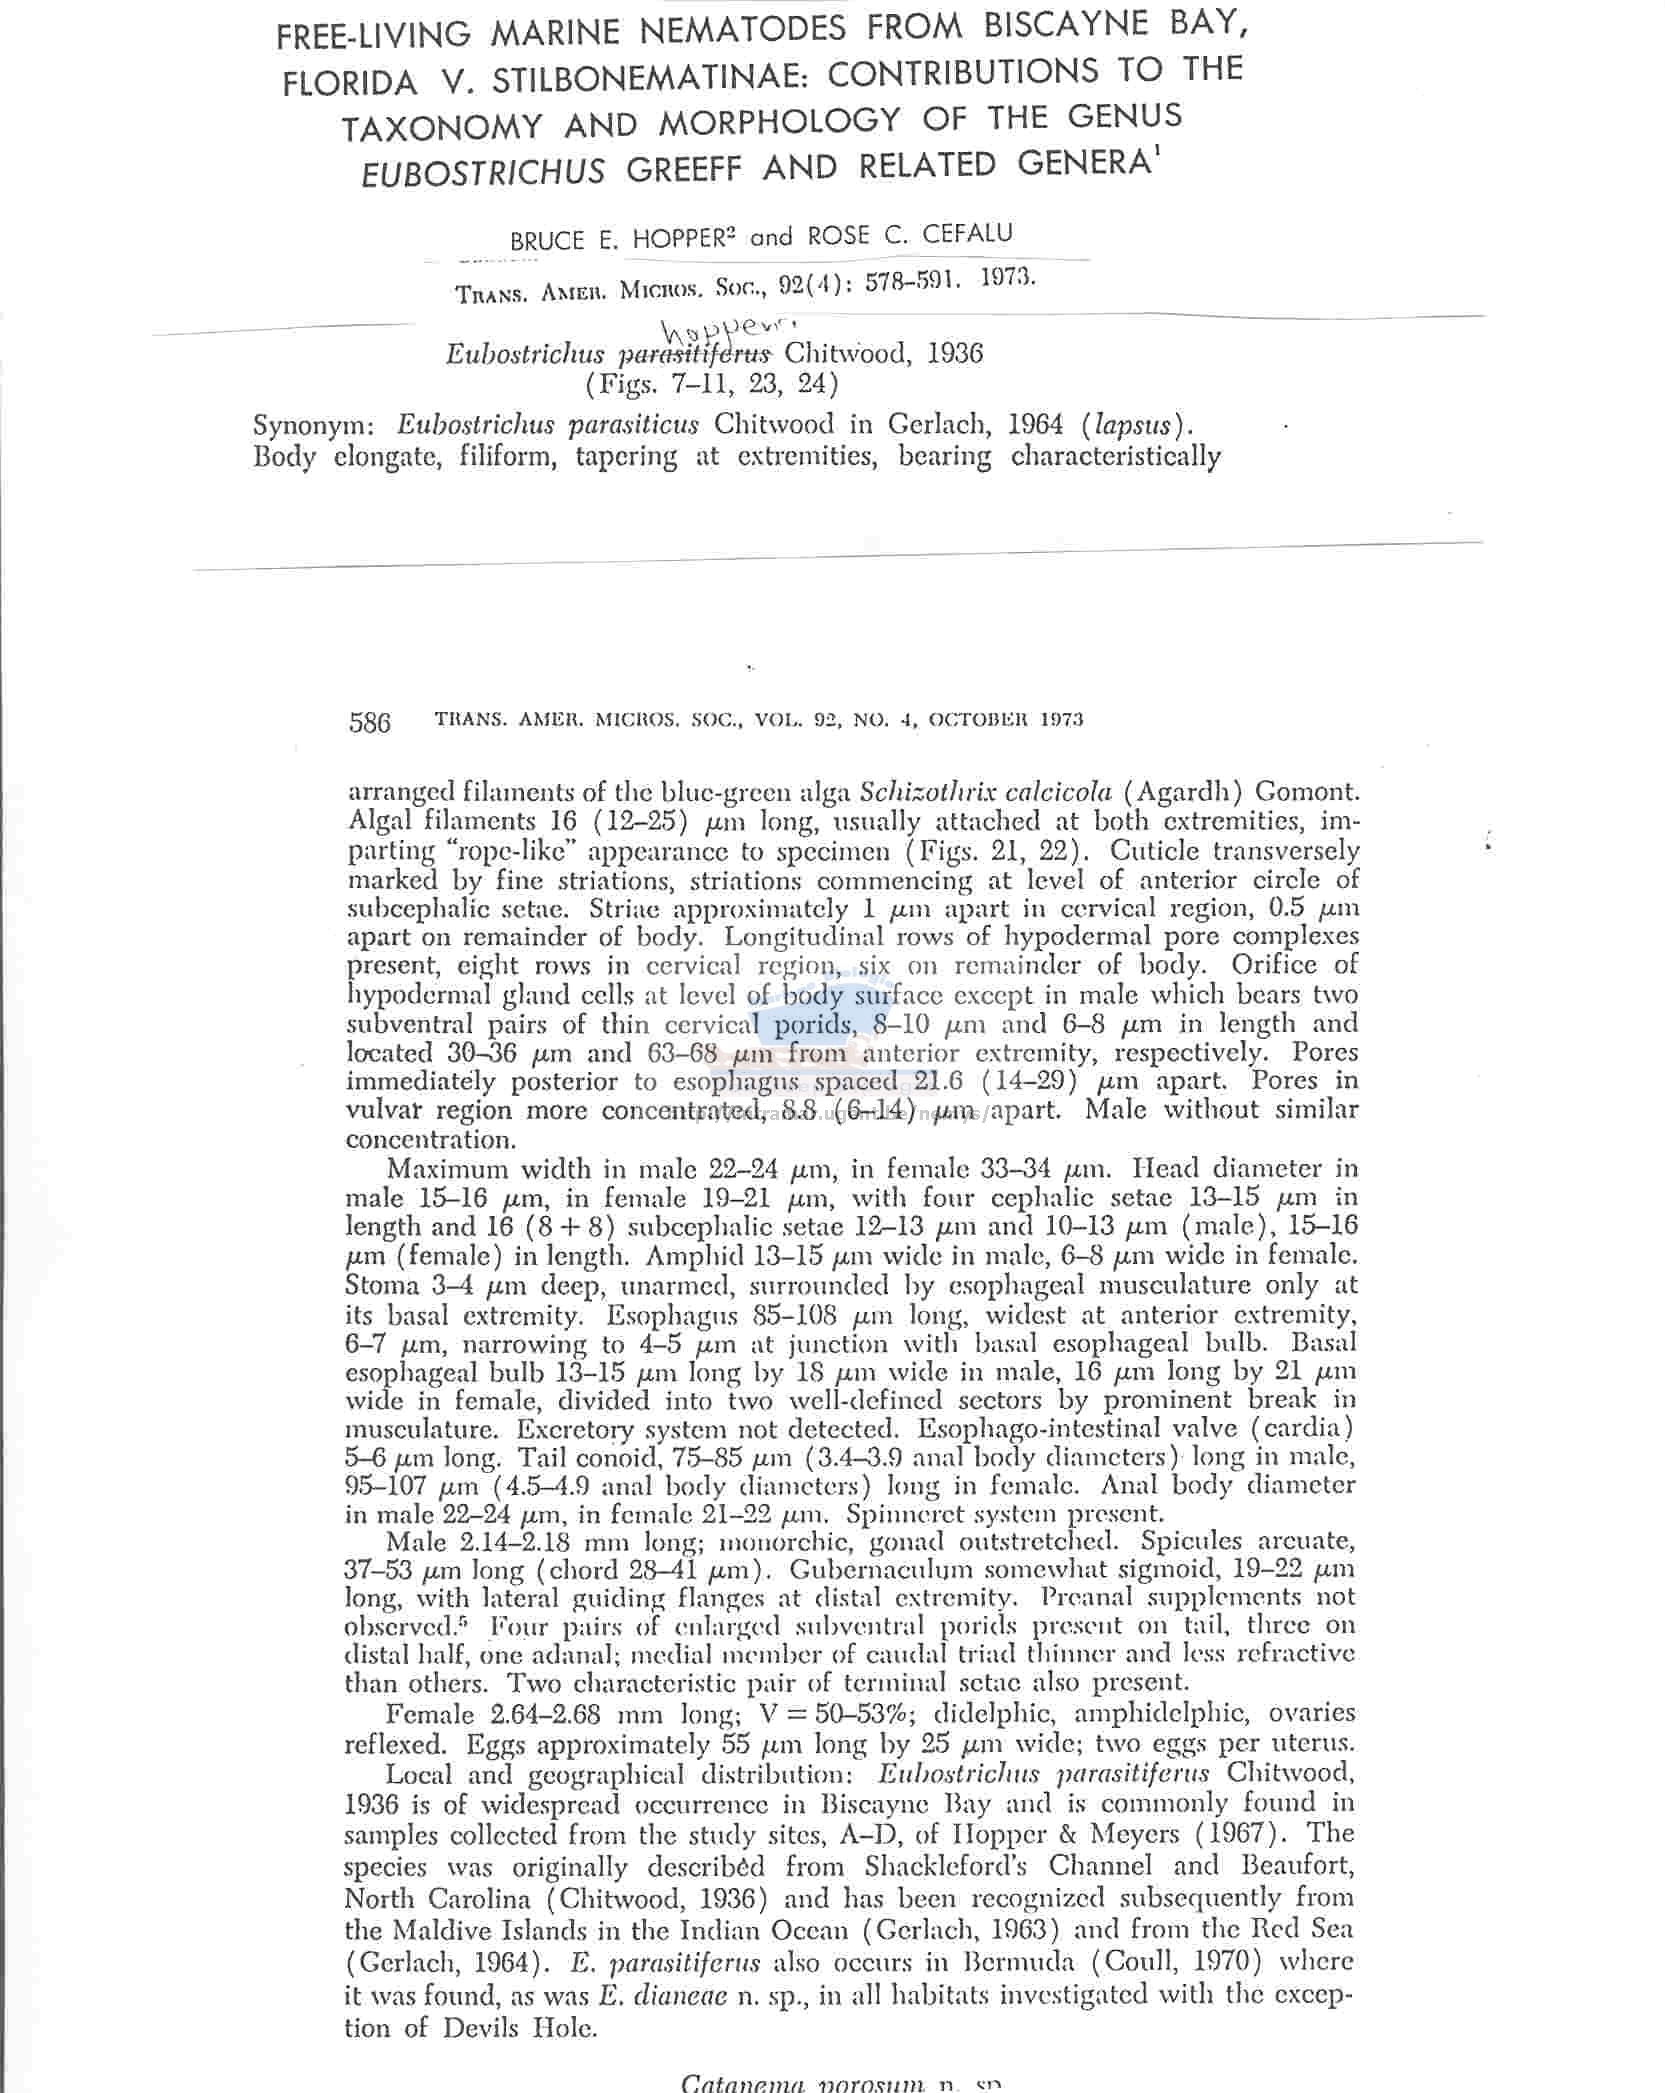 FREE-LIVING MARINE NEMATODES FROM BISCAYNE BAY,
FLORIDA V. STILBONEMATINAE: CONTRIBUTIONS TO THE
TAXONOMY AND MORPHOLOGY OF THE GENUS
EUBOSTRICHUS GREEFF AND RELATED GENERA¹
BRUCE E. HOPPER² and ROSE C. CEFALU
TRANS. AMER. MICROS. SOC., 92(4): 578–591. 1973.
hopperi
Eubostrichus parasitiferus Chitwood, 1936
(Figs. 7–11, 23, 24)
Synonym: Eubostrichus parasiticus Chitwood in Gerlach, 1964 (lapsus).
Body elongate, filiform, tapering at extremities, bearing characteristically
586 TRANS. AMER. MICROS. SOC., VOL. 92, NO. 4, OCTOBER 1973
arranged filaments of the blue-green alga Schizothrix calcicola (Agardh) Gomont.
Algal filaments 16 (12–25) μm long, usually attached at both extremities, im-
parting “rope-like” appearance to specimen (Figs. 21, 22). Cuticle transversely
marked by fine striations, striations commencing at level of anterior circle of
subcephalic setae. Striae approximately 1 μm apart in cervical region, 0.5 μm
apart on remainder of body. Longitudinal rows of hypodermal pore complexes
present, eight rows in cervical region, six on remainder of body. Orifice of
hypodermal gland cells at level of body surface except in male which bears two
subventral pairs of thin cervical porids, 8–10 μm and 6–8 μm in length and
located 30–36 μm and 63–68 μm from anterior extremity, respectively. Pores
immediately posterior to esophagus spaced 21.6 (14–29) μm apart. Pores in
vulvar region more concentrated, 8.8 (6–14) μm apart. Male without similar
concentration.
Maximum width in male 22–24 μm, in female 33–34 μm. Head diameter in
male 15–16 μm, in female 19–21 μm, with four cephalic setae 13–15 μm in
length and 16 (8 + 8) subcephalic setae 12–13 μm and 10–13 μm (male), 15–16
μm (female) in length. Amphid 13–15 μm wide in male, 6–8 μm wide in female.
Stoma 3–4 μm deep, unarmed, surrounded by esophageal musculature only at
its basal extremity. Esophagus 85–108 μm long, widest at anterior extremity,
6–7 μm, narrowing to 4–5 μm at junction with basal esophageal bulb. Basal
esophageal bulb 13–15 μm long by 18 μm wide in male, 16 μm long by 21 μm
wide in female, divided into two well-defined sectors by prominent break in
musculature. Excretory system not detected. Esophago-intestinal valve (cardia)
5–6 μm long. Tail conoid, 75–85 μm (3.4–3.9 anal body diameters) long in male,
95–107 μm (4.5–4.9 anal body diameters) long in female. Anal body diameter
in male 22–24 μm, in female 21–22 μm. Spinneret system present.
Male 2.14–2.18 mm long; monorchic, gonad outstretched. Spicules arcuate,
37–53 μm long (chord 28–41 μm). Gubernaculum somewhat sigmoid, 19–22 μm
long, with lateral guiding flanges at distal extremity. Preanal supplements not
observed.⁵ Four pairs of enlarged subventral porids present on tail, three on
distal half, one adanal; medial member of caudal triad thinner and less refractive
than others. Two characteristic pair of terminal setae also present.
Female 2.64–2.68 mm long; V = 50–53%; didelphic, amphidelphic, ovaries
reflexed. Eggs approximately 55 μm long by 25 μm wide; two eggs per uterus.
Local and geographical distribution: Eubostrichus parasitiferus Chitwood,
1936 is of widespread occurrence in Biscayne Bay and is commonly found in
samples collected from the study sites, A–D, of Hopper & Meyers (1967). The
species was originally described from Shackleford’s Channel and Beaufort,
North Carolina (Chitwood, 1936) and has been recognized subsequently from
the Maldive Islands in the Indian Ocean (Gerlach, 1963) and from the Red Sea
(Gerlach, 1964). E. parasitiferus also occurs in Bermuda (Coull, 1970) where
it was found, as was E. dianeae n. sp., in all habitats investigated with the excep-
tion of Devils Hole.
Catanema porosum n. sp.